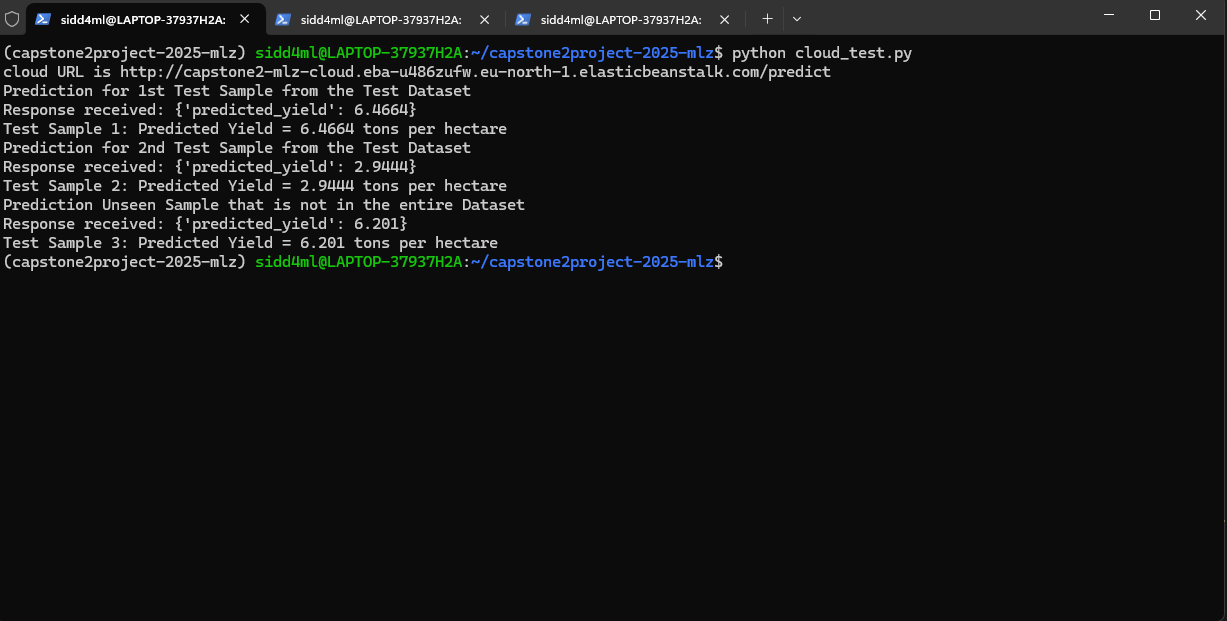 sidd4ml@LAPTOP-37937H2A: sidd4ml@LAPTOP-37937H2A: sidd4ml@LAPTOP-37937H2A:
(capstone2project-2025-mlz) sidd4ml@LAPTOP-37937H2A:~/capstone2project-2025-mlz$ python cloud_test.py
cloud URL is http://capstone2-mlz-cloud.eba-u486zufw.eu-north-1.elasticbeanstalk.com/predict
Prediction for 1st Test Sample from the Test Dataset
Response received: {'predicted_yield': 6.4664}
Test Sample 1: Predicted Yield = 6.4664 tons per hectare
Prediction for 2nd Test Sample from the Test Dataset
Response received: {'predicted_yield': 2.9444}
Test Sample 2: Predicted Yield = 2.9444 tons per hectare
Prediction Unseen Sample that is not in the entire Dataset
Response received: {'predicted_yield': 6.201}
Test Sample 3: Predicted Yield = 6.201 tons per hectare
(capstone2project-2025-mlz) sidd4ml@LAPTOP-37937H2A:~/capstone2project-2025-mlz$